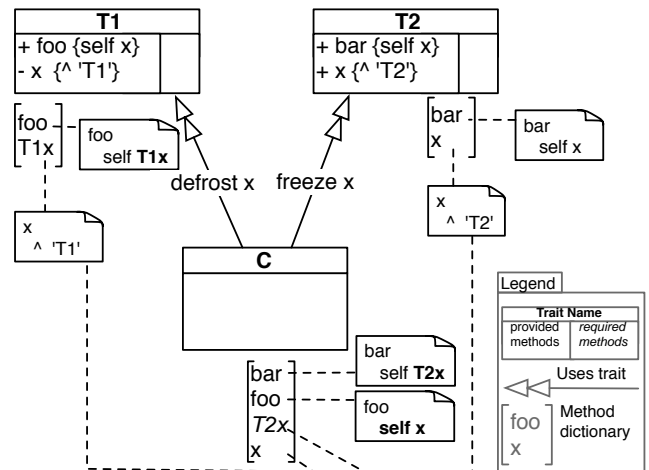 T1
+ foo {self x}
- x {^ 'T1'}
T2
+ bar {self x}
+ x {^ 'T2'}
foo
T1x
foo
self T1x
x
^ 'T1'
bar
x
bar
self x
x
^ 'T2'
defrost x
freeze x
C
bar
foo
T2x
x
bar
self T2x
foo
self x
Legend
Trait Name
provided
methods
required
methods
Uses trait
foo
x
Method
dictionary